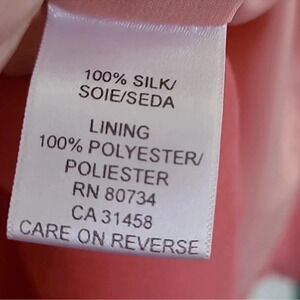 100% SILK/
SOIE/SEDA
LINING
100% POLYESTER/
POLIESTER
RN 80734
CA 31458
CARE ON REVERSE